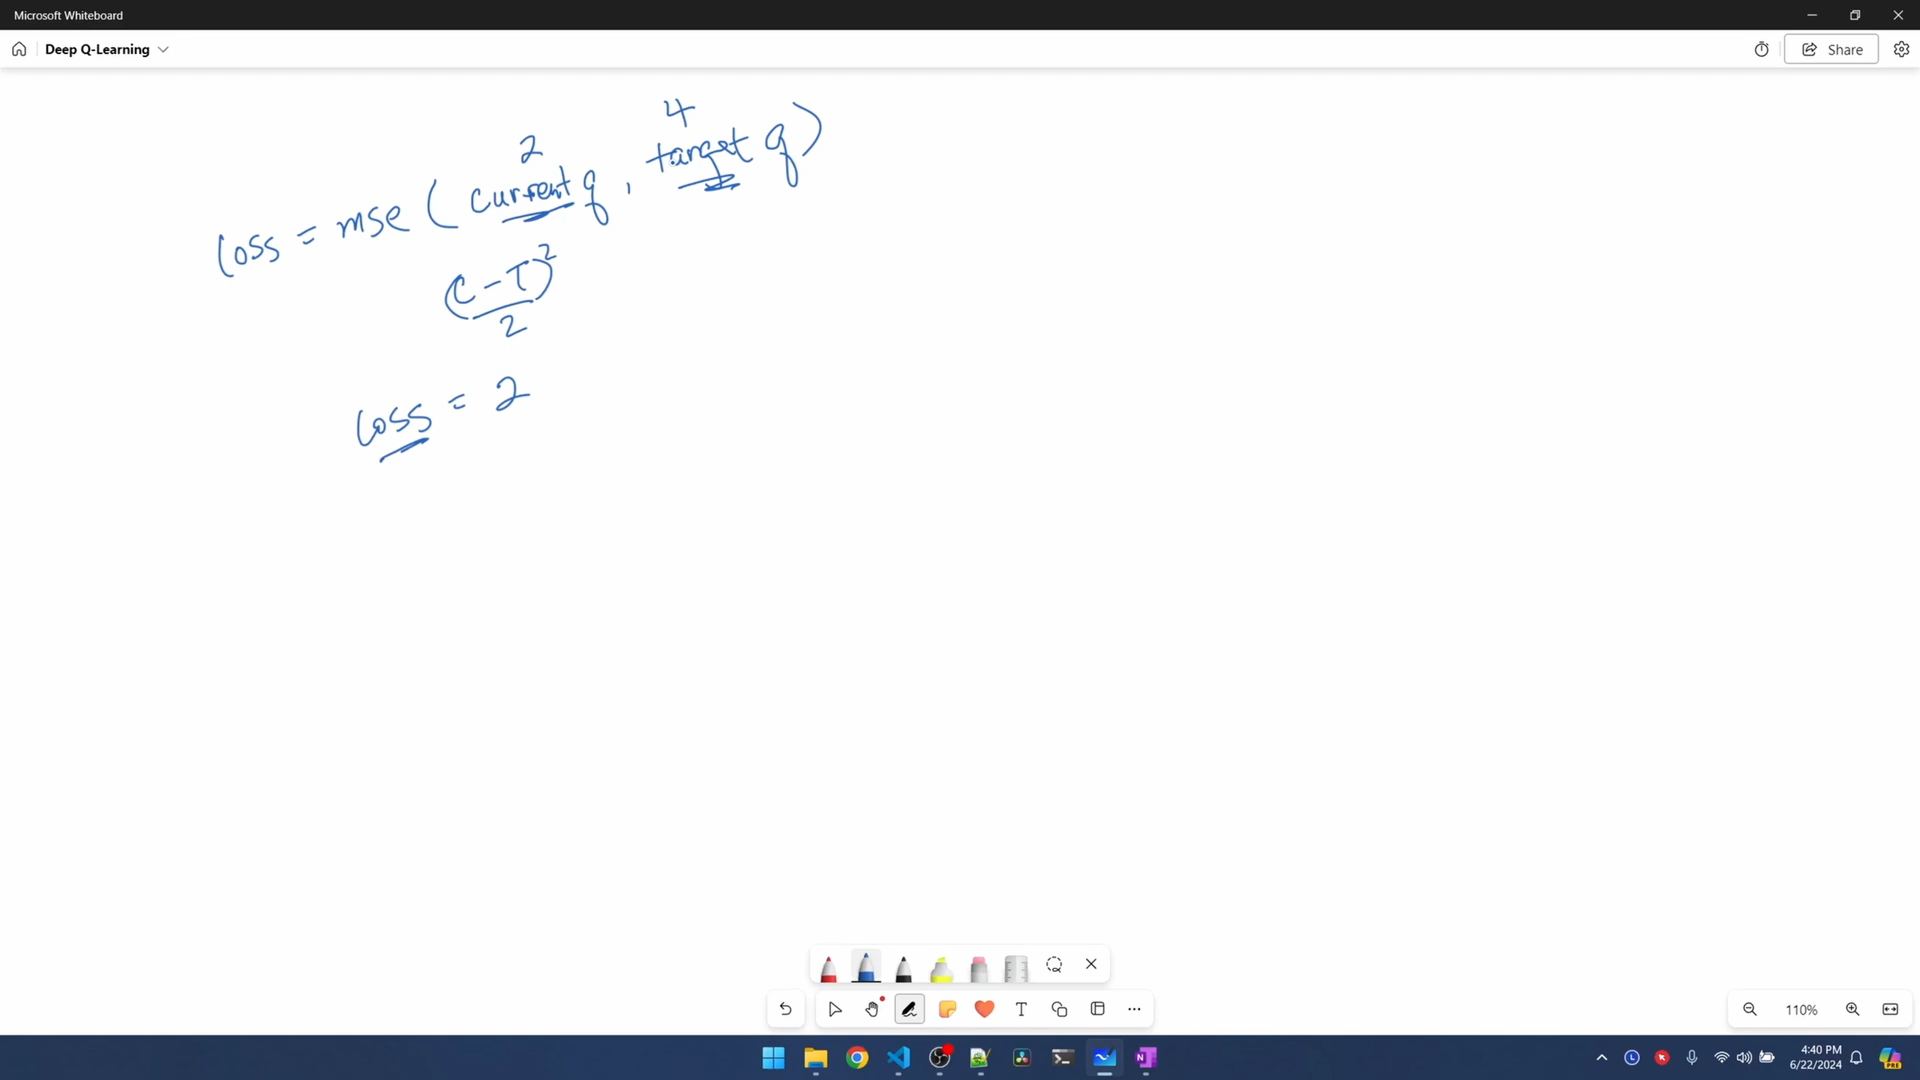 Microsoft Whiteboard
Deep Q-Learning
Share
2 4
loss = mse ( current q , target q )
(C - T)²
2
loss = 2
T
110%
4:40 PM
6/22/2024